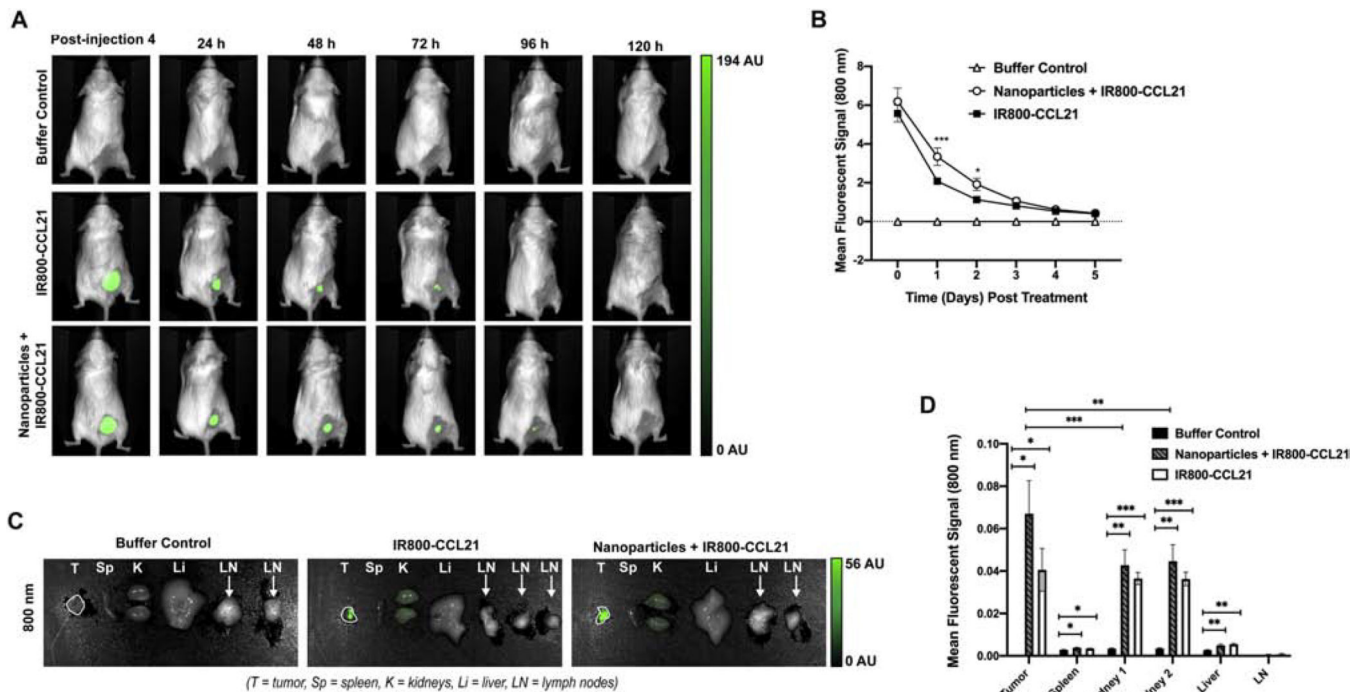 A
Post-injection 4
24 h
48 h
72 h
96 h
120 h
Buffer Control
IR800-CCL21
Nanoparticles +
IR800-CCL21
194 AU
0 AU
B
Mean Fluorescent Signal (800 nm)
6
4
2
0
-2
Buffer Control
Nanoparticles + IR800-CCL21
IR800-CCL21
***
*
0 1 2 3 4 5
Time (Days) Post Treatment
C
800 nm
Buffer Control
T Sp K Li LN LN
IR800-CCL21
T Sp K Li LN LN LN
Nanoparticles + IR800-CCL21
T Sp K Li LN LN
56 AU
0 AU
(T = tumor, Sp = spleen, K = kidneys, Li = liver, LN = lymph nodes)
D
Mean Fluorescent Signal (800 nm)
0.10
0.08
0.06
0.04
0.02
0.00
Buffer Control
Nanoparticles + IR800-CCL21
IR800-CCL21
**
***
*
*
*
*
***
**
***
**
**
**
Tumor
Spleen
idney 1
idney 2
Liver
LN